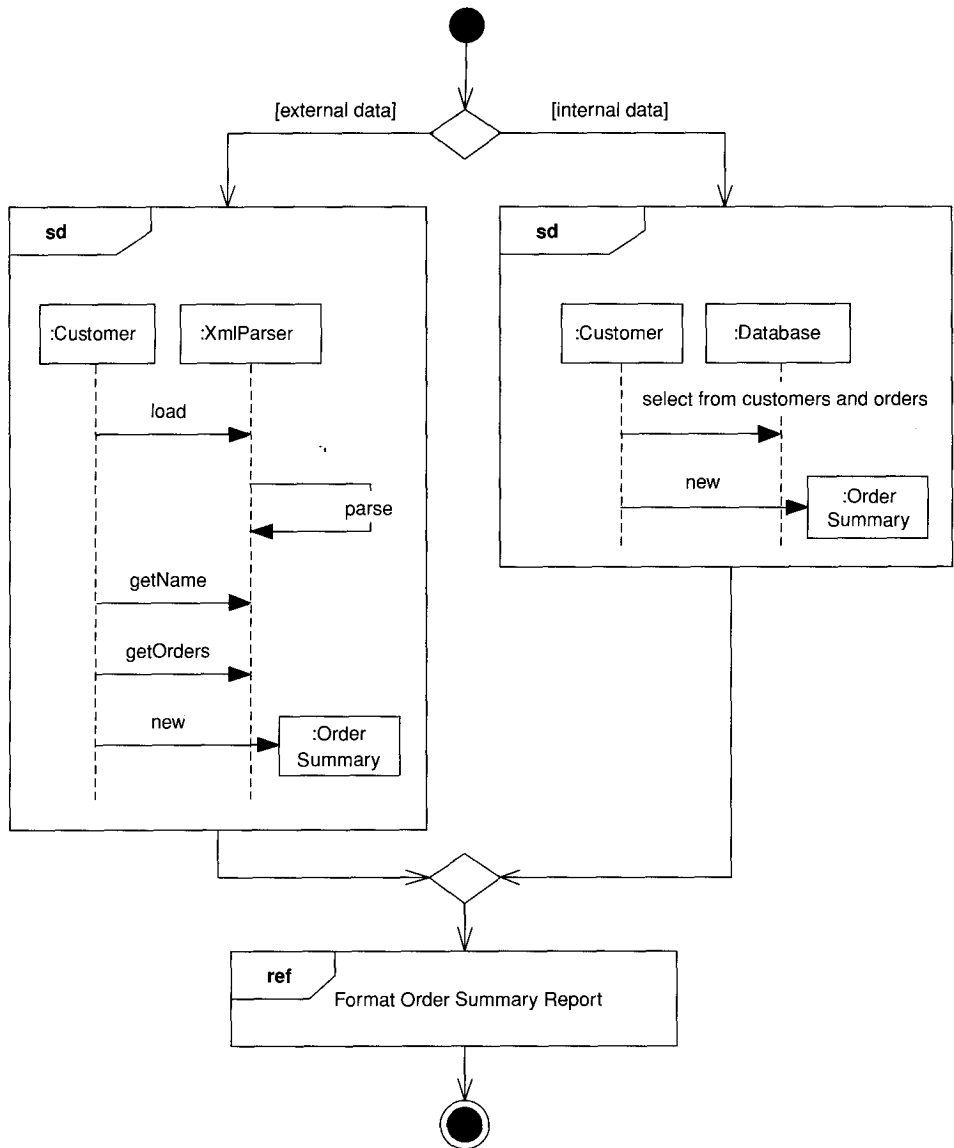 [external data]
[internal data]
sd
:Customer
:XmlParser
load
parse
getName
getOrders
new
:Order
Summary
sd
:Customer
:Database
select from customers and orders
new
:Order
Summary
ref
Format Order Summary Report